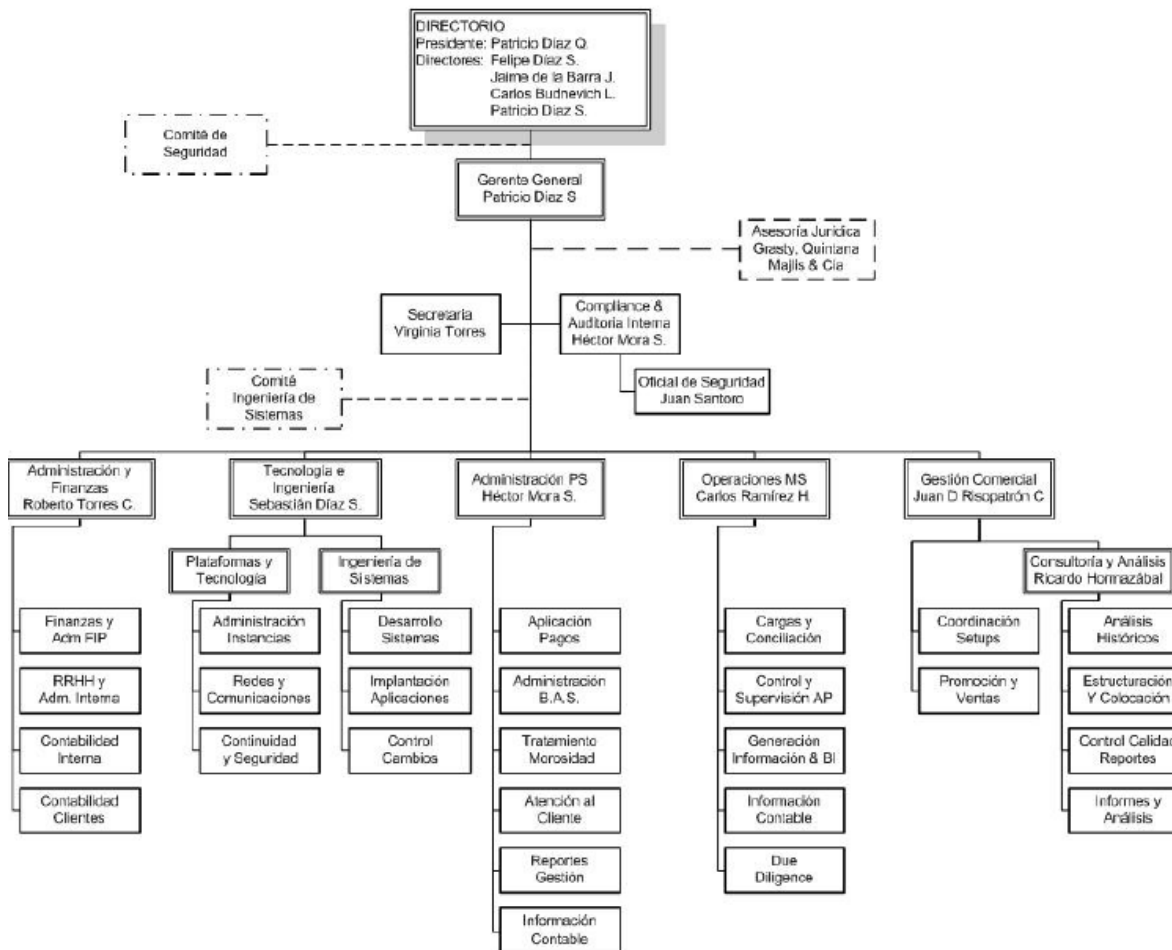 DIRECTORIO
Presidente: Patricio Díaz Q.
Directores: Felipe Díaz S.
Jaime de la Barra J.
Carlos Budnevich L.
Patricio Díaz S.
Comité de
Seguridad
Gerente General
Patricio Díaz S
Asesoría Jurídica
Grasty, Quintana
Majlis & Cía
Secretaria
Virginia Torres
Compliance &
Auditoria Interna
Héctor Mora S.
Oficial de Seguridad
Juan Santoro
Comité
Ingeniería de
Sistemas
Administración y
Finanzas
Roberto Torres C.
Tecnología e
Ingeniería
Sebastián Díaz S.
Administración PS
Héctor Mora S.
Operaciones MS
Carlos Ramírez H.
Gestión Comercial
Juan D Risopatrón C
Plataformas y
Tecnología
Ingeniería de
Sistemas
Consultoría y Análisis
Ricardo Hormazábal
Finanzas y
Adm FIP
RRHH y
Adm. Interna
Contabilidad
Interna
Contabilidad
Clientes
Administración
Instancias
Redes y
Comunicaciones
Continuidad
y Seguridad
Desarrollo
Sistemas
Implantación
Aplicaciones
Control
Cambios
Aplicación
Pagos
Administración
B.A.S.
Tratamiento
Morosidad
Atención al
Cliente
Reportes
Gestión
Información
Contable
Cargas y
Conciliación
Control y
Supervisión AP
Generación
Información & BI
Información
Contable
Due
Diligence
Coordinación
Setups
Promoción y
Ventas
Análisis
Históricos
Estructuración
Y Colocación
Control Calidad
Reportes
Informes y
Análisis